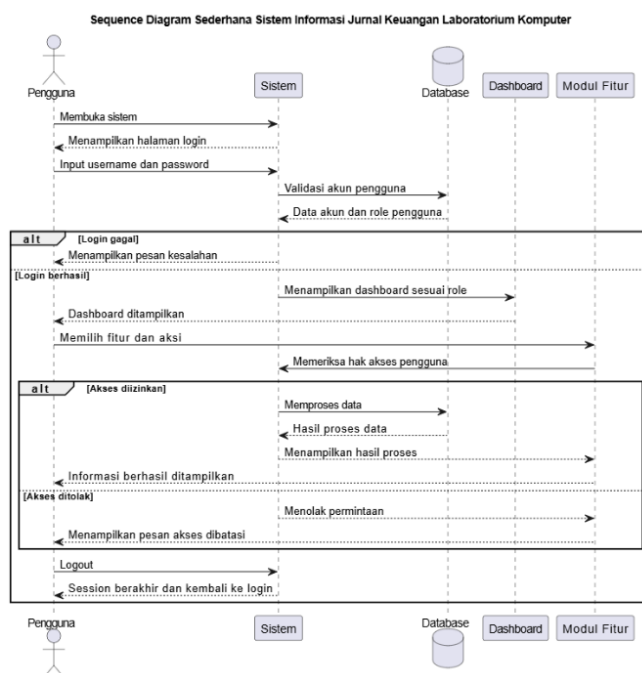 Sequence Diagram Sederhana Sistem Informasi Jurnal Keuangan Laboratorium Komputer
Pengguna
Sistem
Database
Dashboard
Modul Fitur
Membuka sistem
Menampilkan halaman login
Input username dan password
Validasi akun pengguna
Data akun dan role pengguna
alt
[Login gagal]
Menampilkan pesan kesalahan
[Login berhasil]
Menampilkan dashboard sesuai role
Dashboard ditampilkan
Memilih fitur dan aksi
Memeriksa hak akses pengguna
alt
[Akses diizinkan]
Memproses data
Hasil proses data
Menampilkan hasil proses
Informasi berhasil ditampilkan
[Akses ditolak]
Menolak permintaan
Menampilkan pesan akses dibatasi
Logout
Session berakhir dan kembali ke login
Pengguna
Sistem
Database
Dashboard
Modul Fitur